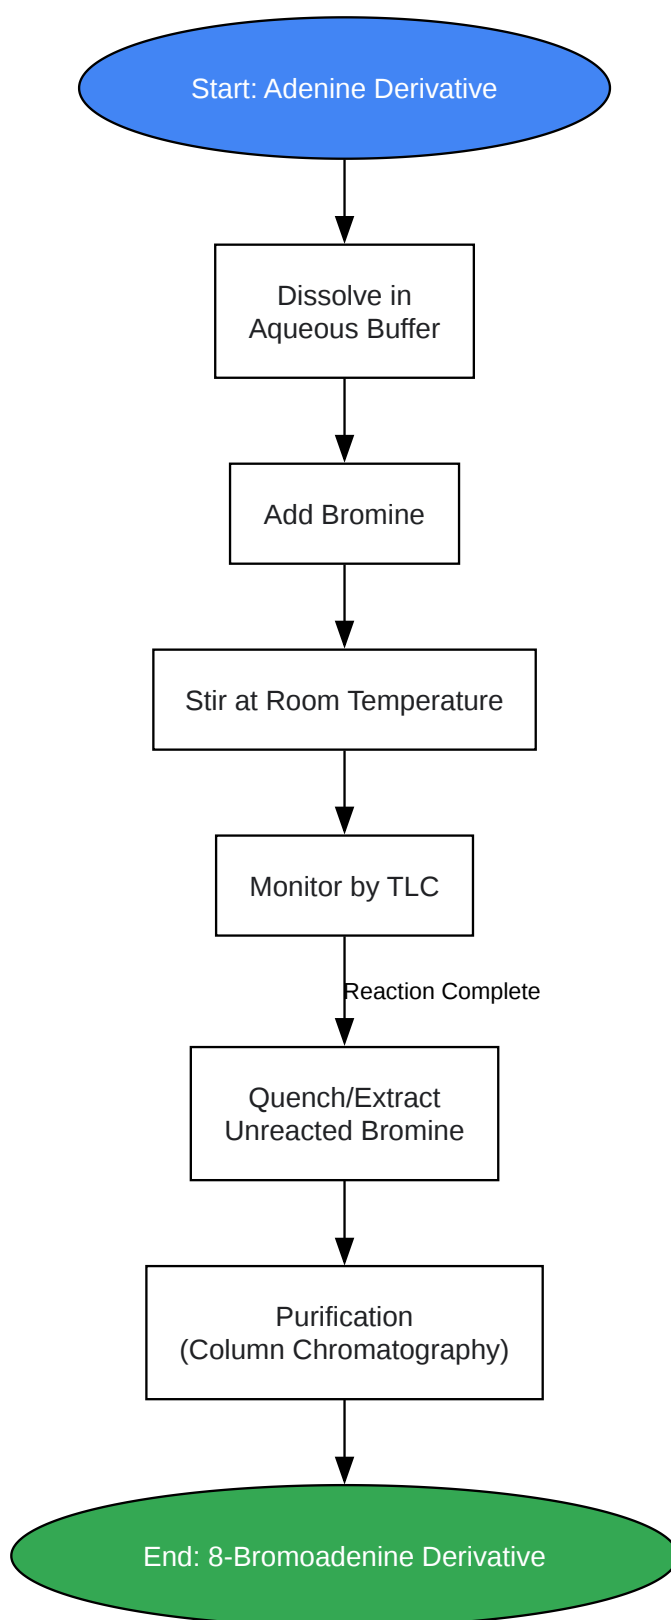 Start: Adenine Derivative
Dissolve in
Aqueous Buffer
Add Bromine
Stir at Room Temperature
Monitor by TLC
Reaction Complete
Quench/Extract
Unreacted Bromine
Purification
(Column Chromatography)
End: 8-Bromoadenine Derivative